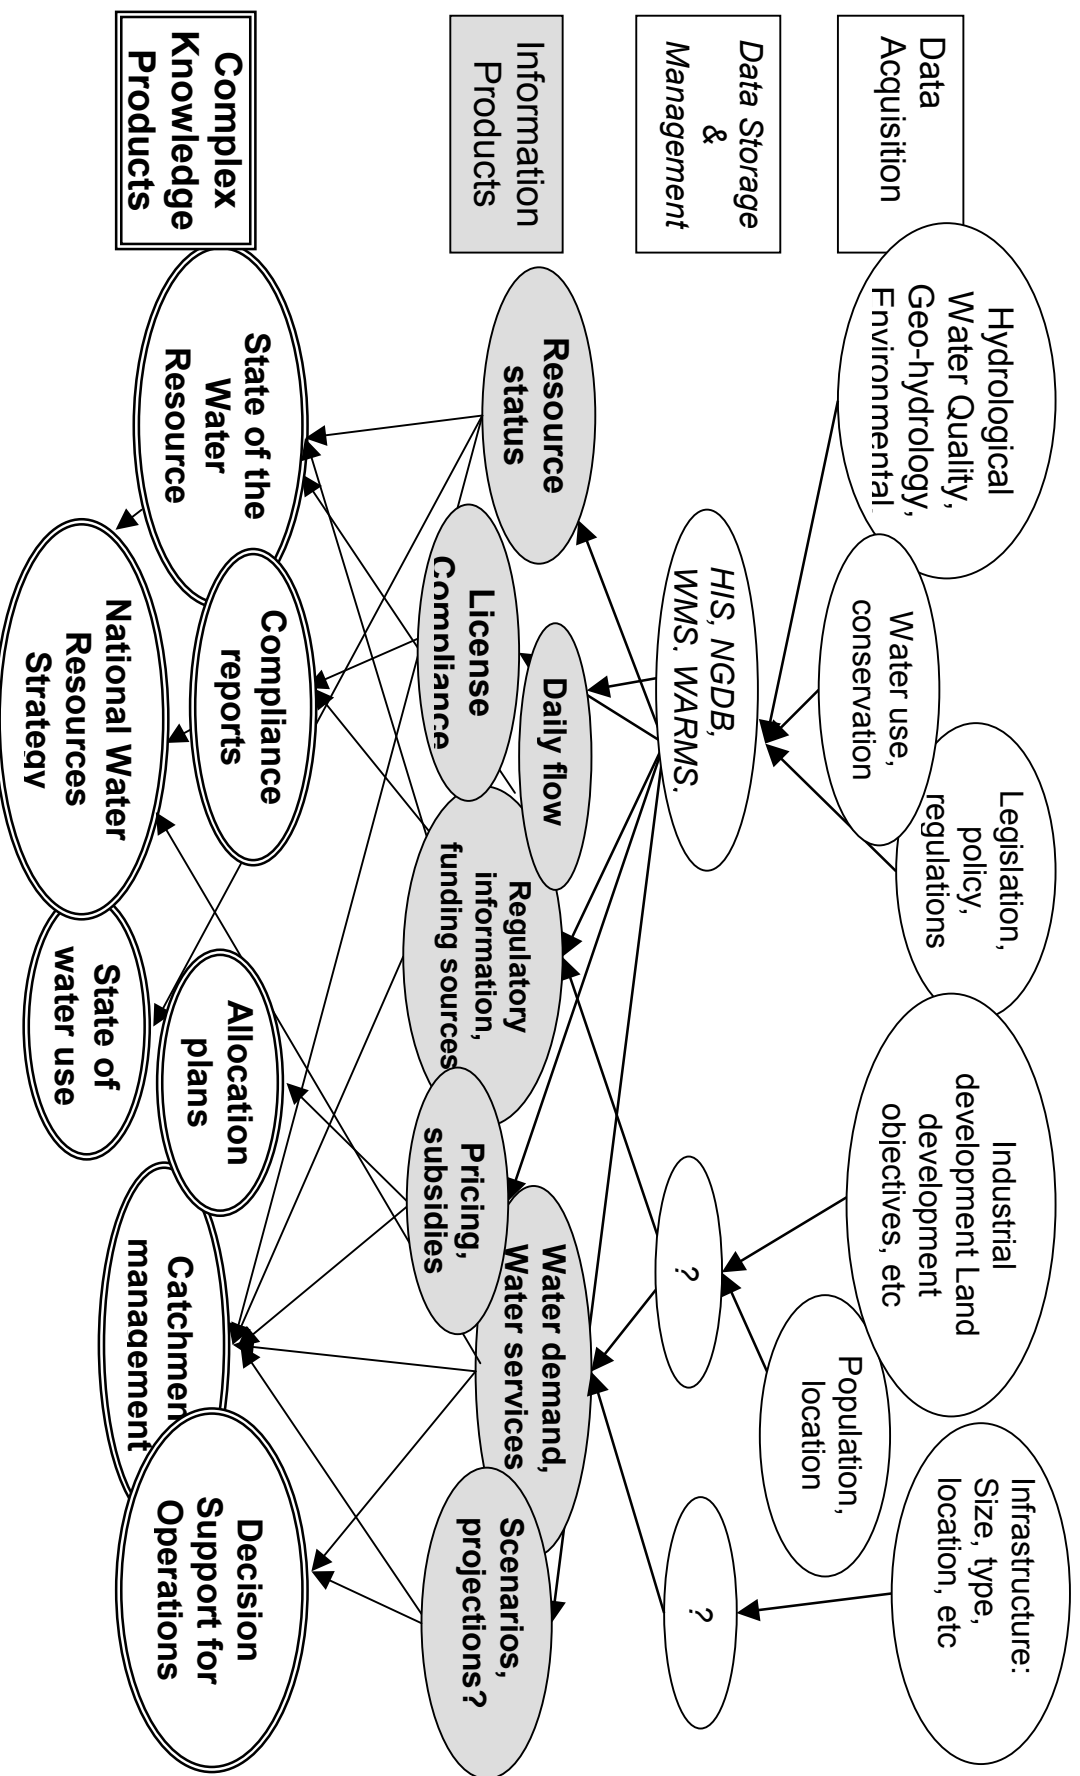 Data
Acquisition
Hydrological
Water Quality,
Geo-hydrology,
Environmental
Water use,
conservation
Legislation,
policy,
regulations
Industrial
development Land
development
objectives, etc
Population,
location
Infrastructure:
Size, type,
location, etc
Data Storage
&
Management
HIS, NGDB,
WMS, WARMS,
?
?
Information
Products
Resource
status
License
Compliance
Daily flow
Regulatory
information,
funding sources
Pricing,
subsidies
Water demand,
Water services
Scenarios,
projections?
Complex
Knowledge
Products
State of the
Water
Resource
Compliance
reports
National Water
Resources
Strategy
State of
water use
Allocation
plans
Catchmen
management
Decision
Support for
Operations